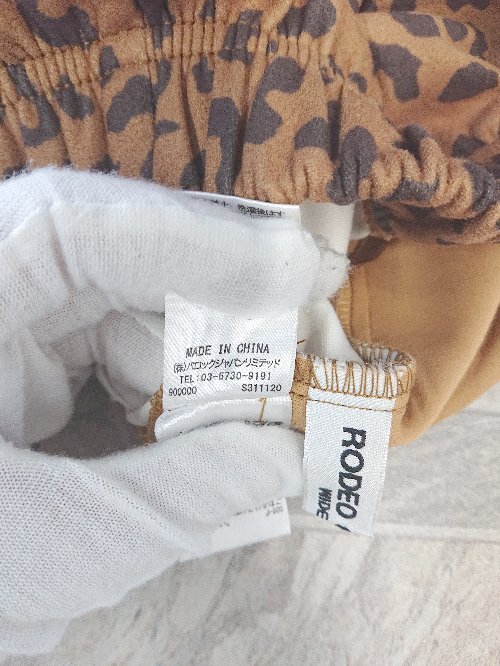 MADE IN CHINA
(株)バロックジャパンリミテッド
TEL:03-6730-9191
900000 S311120
RODEO
WIDE